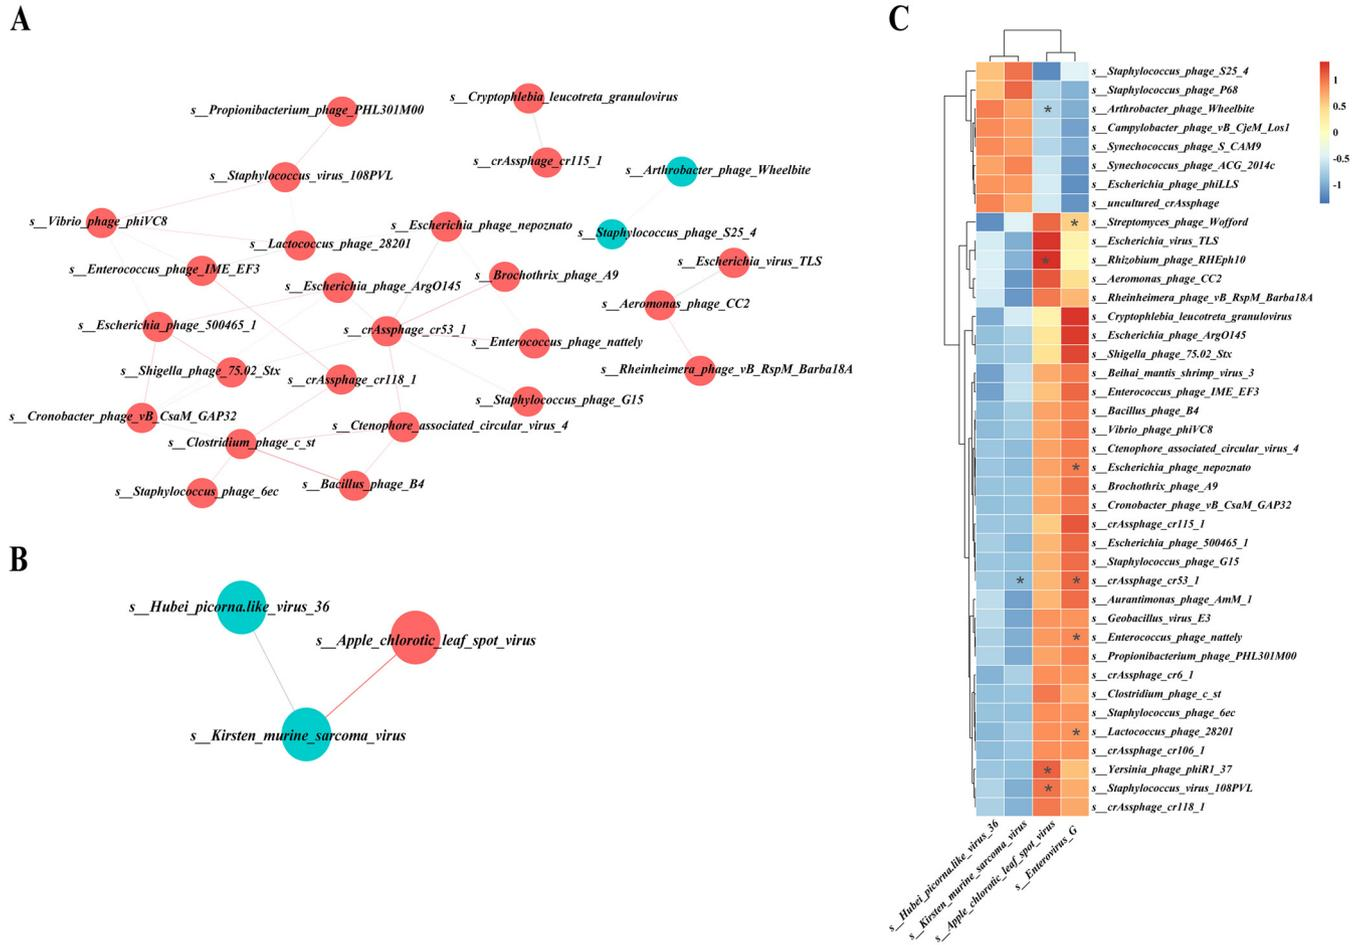 A
s__Propionibacterium_phage_PHL301M00
s__Cryptophlebia_leucotreta_granulovirus
s__crAssphage_cr115_1
s__Arthrobacter_phage_Wheelbite
s__Staphylococcus_virus_108PVL
s__Vibrio_phage_phiVC8
s__Escherichia_phage_nepoznato
s__Staphylococcus_phage_S25_4
s__Lactococcus_phage_28201
s__Escherichia_virus_TLS
s__Enterococcus_phage_IME_EF3
s__Brochothrix_phage_A9
s__Escherichia_phage_ArgO145
s__Aeromonas_phage_CC2
s__Escherichia_phage_500465_1
s__crAssphage_cr53_1
s__Enterococcus_phage_nattely
s__Shigella_phage_75.02_Stx
s__crAssphage_cr118_1
s__Rheinheimera_phage_vB_RspM_Barba18A
s__Staphylococcus_phage_G15
s__Cronobacter_phage_vB_CsaM_GAP32
s__Ctenophore_associated_circular_virus_4
s__Clostridium_phage_c_st
s__Staphylococcus_phage_6ec
s__Bacillus_phage_B4
B
s__Hubei_picorna.like_virus_36
s__Apple_chlorotic_leaf_spot_virus
s__Kirsten_murine_sarcoma_virus
C
s__Staphylococcus_phage_S25_4
s__Staphylococcus_phage_P68
s__Arthrobacter_phage_Wheelbite
s__Campylobacter_phage_vB_CjeM_Los1
s__Synechococcus_phage_S_CAM9
s__Synechococcus_phage_ACG_2014c
s__Escherichia_phage_phiLLS
s__uncultured_crAssphage
s__Streptomyces_phage_Wofford
s__Escherichia_virus_TLS
s__Rhizobium_phage_RHEph10
s__Aeromonas_phage_CC2
s__Rheinheimera_phage_vB_RspM_Barba18A
s__Cryptophlebia_leucotreta_granulovirus
s__Escherichia_phage_ArgO145
s__Shigella_phage_75.02_Stx
s__Beihai_mantis_shrimp_virus_3
s__Enterococcus_phage_IME_EF3
s__Bacillus_phage_B4
s__Vibrio_phage_phiVC8
s__Ctenophore_associated_circular_virus_4
s__Escherichia_phage_nepoznato
s__Brochothrix_phage_A9
s__Cronobacter_phage_vB_CsaM_GAP32
s__crAssphage_cr115_1
s__Escherichia_phage_500465_1
s__Staphylococcus_phage_G15
s__crAssphage_cr53_1
s__Aurantimonas_phage_AmM_1
s__Geobacillus_virus_E3
s__Enterococcus_phage_nattely
s__Propionibacterium_phage_PHL301M00
s__crAssphage_cr6_1
s__Clostridium_phage_c_st
s__Staphylococcus_phage_6ec
s__Lactococcus_phage_28201
s__crAssphage_cr106_1
s__Yersinia_phage_phiR1_37
s__Staphylococcus_virus_108PVL
s__crAssphage_cr118_1
s__Hubei_picorna.like_virus_36
s__Kirsten_murine_sarcoma_virus
s__Apple_chlorotic_leaf_spot_virus
s__Enterovirus_G
1
0.5
0
-0.5
-1